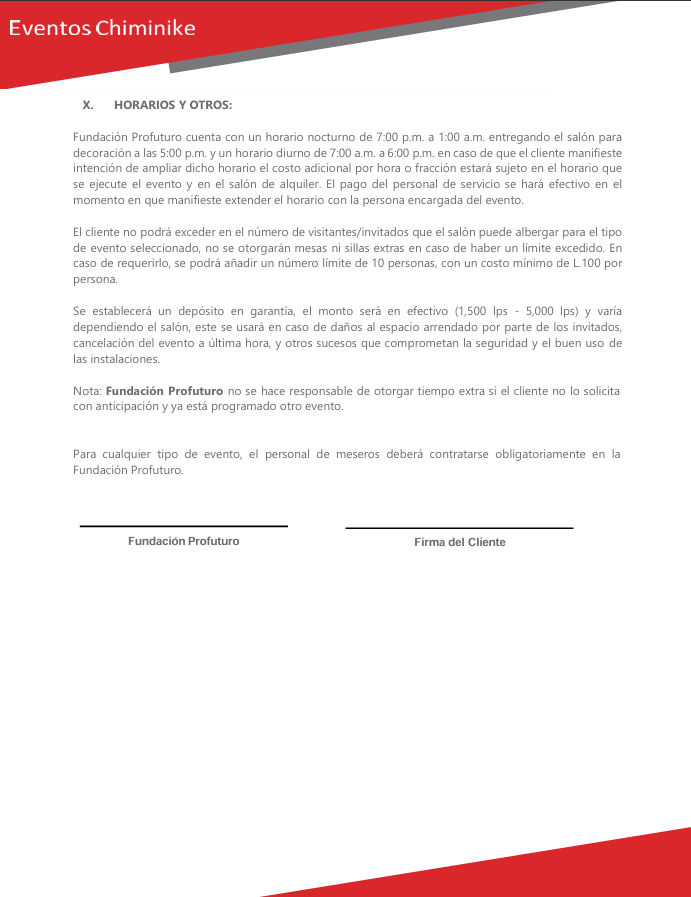 Eventos Chiminike
X. HORARIOS Y OTROS:
Fundación Profuturo cuenta con un horario nocturno de 7:00 p.m. a 1:00 a.m. entregando el salón para
decoración a las 5:00 p.m. y un horario diurno de 7:00 a.m. a 6:00 p.m. en caso de que el cliente manifieste
intención de ampliar dicho horario el costo adicional por hora o fracción estará sujeto en el horario que
se ejecute el evento y en el salón de alquiler. El pago del personal de servicio se hará efectivo en el
momento en que manifieste extender el horario con la persona encargada del evento.
El cliente no podrá exceder en el número de visitantes/invitados que el salón puede albergar para el tipo
de evento seleccionado, no se otorgarán mesas ni sillas extras en caso de haber un límite excedido. En
caso de requerirlo, se podrá añadir un número límite de 10 personas, con un costo mínimo de L.100 por
persona.
Se establecerá un depósito en garantía, el monto será en efectivo (1,500 lps - 5,000 lps) y varía
dependiendo el salón, este se usará en caso de daños al espacio arrendado por parte de los invitados,
cancelación del evento a última hora, y otros sucesos que comprometan la seguridad y el buen uso de
las instalaciones.
Nota: Fundación Profuturo no se hace responsable de otorgar tiempo extra si el cliente no lo solicita
con anticipación y ya está programado otro evento.
Para cualquier tipo de evento, el personal de meseros deberá contratarse obligatoriamente en la
Fundación Profuturo.
Fundación Profuturo
Firma del Cliente